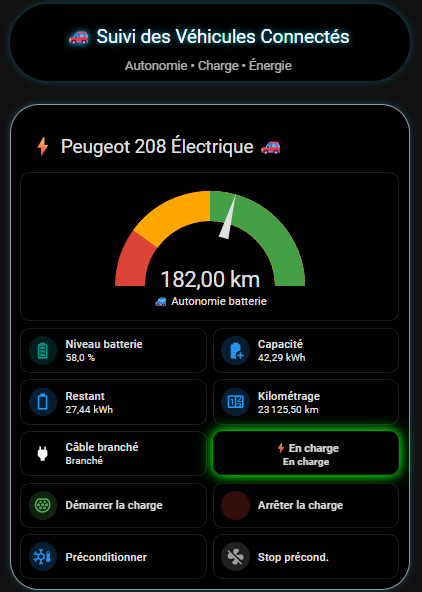 Suivi des Véhicules Connectés
Autonomie • Charge • Énergie
Peugeot 208 Électrique
182,00 km
Autonomie batterie
Niveau batterie
58,0 %
Capacité
42,29 kWh
Restant
27,44 kWh
Kilométrage
23 125,50 km
Câble branché
Branché
En charge
En charge
Démarrer la charge
Arrêter la charge
Préconditionner
Stop précond.